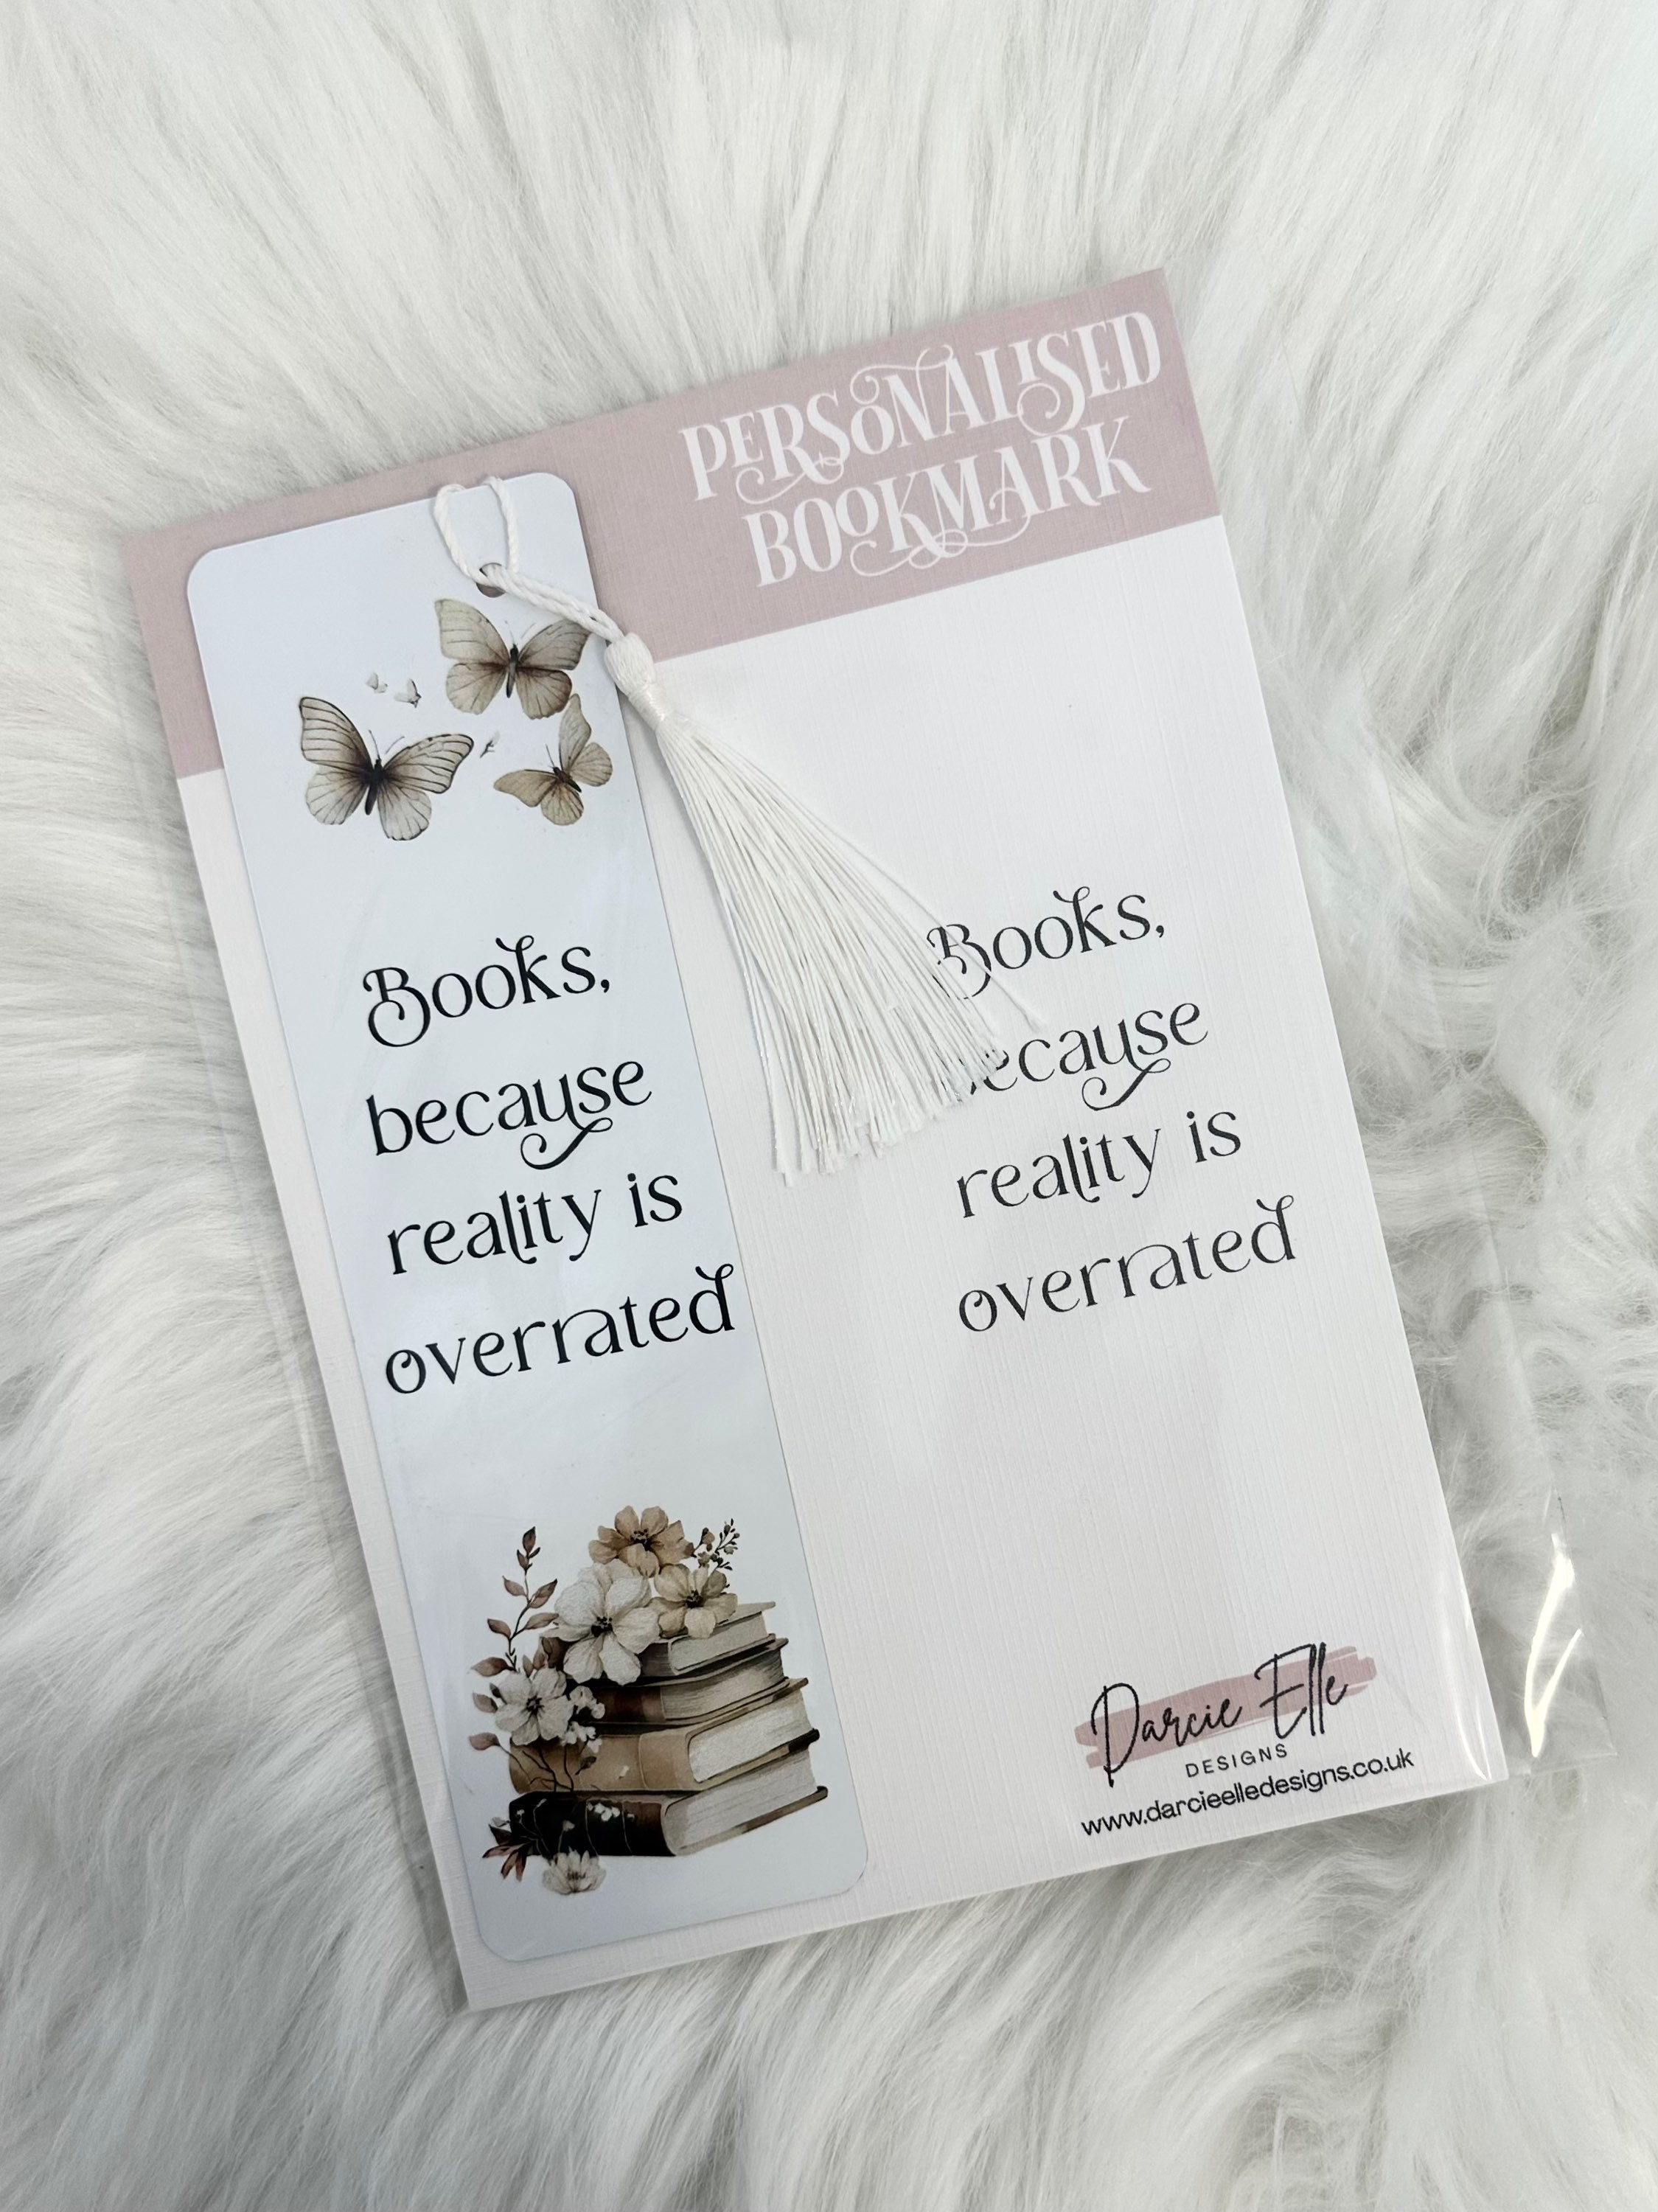 PERSONALISED
BOOKMARK
Books,
because
reality is
overrated
Books,
because
reality is
overrated
Darcie Elle
DESIGNS
www.darcieelledesigns.co.uk